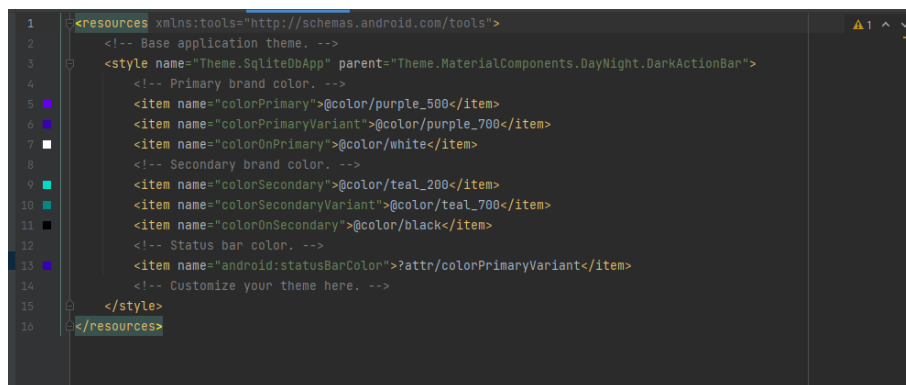 1 <resources xmlns:tools="http://schemas.android.com/tools"> 1
2 <!-- Base application theme. -->
3 <style name="Theme.SqliteDbApp" parent="Theme.MaterialComponents.DayNight.DarkActionBar">
4 <!-- Primary brand color. -->
5 <item name="colorPrimary">@color/purple_500</item>
6 <item name="colorPrimaryVariant">@color/purple_700</item>
7 <item name="colorOnPrimary">@color/white</item>
8 <!-- Secondary brand color. -->
9 <item name="colorSecondary">@color/teal_200</item>
10 <item name="colorSecondaryVariant">@color/teal_700</item>
11 <item name="colorOnSecondary">@color/black</item>
12 <!-- Status bar color. -->
13 <item name="android:statusBarColor">?attr/colorPrimaryVariant</item>
14 <!-- Customize your theme here. -->
15 </style>
16 </resources>